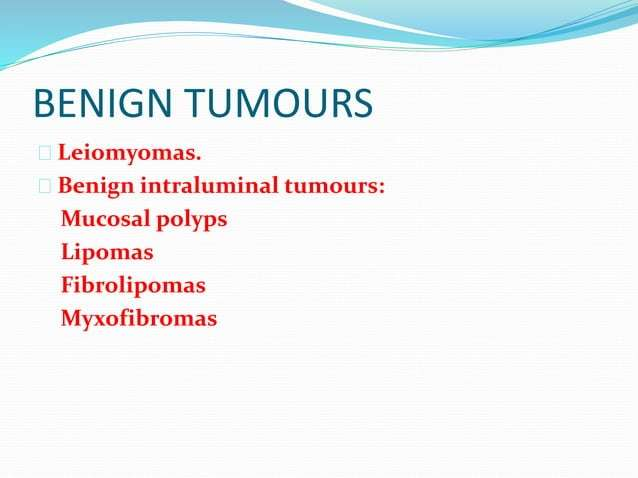 BENIGN TUMOURS
Leiomyomas.
Benign intraluminal tumours:
Mucosal polyps
Lipomas
Fibrolipomas
Myxofibromas